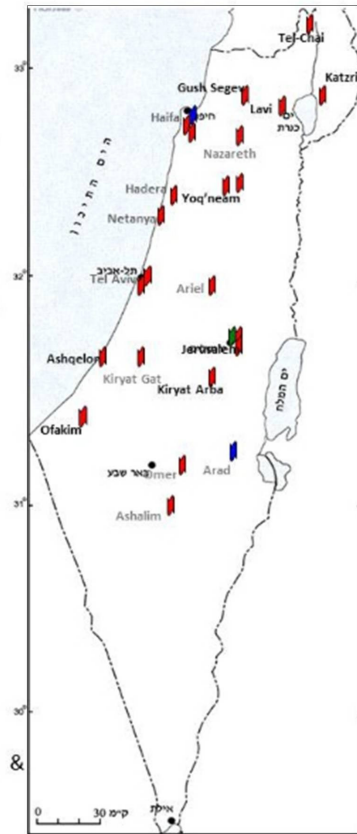 Tel-Chai
33
Katzri
Gush Segev
חיפה
Lavi
Haifa
ים
כנרת
Nazareth
הים התיכון
Hadera
Yoq'neam
Netanya
32
תל-אביב
Tel Aviv
Ariel
Ashqelon
Jerusalem
Kiryat Gat
Kiryat Arba
ים המלח
Ofakim
באר שבע
Omer
Arad
31
Ashalim
30
&
0
30 ק"מ
אילת